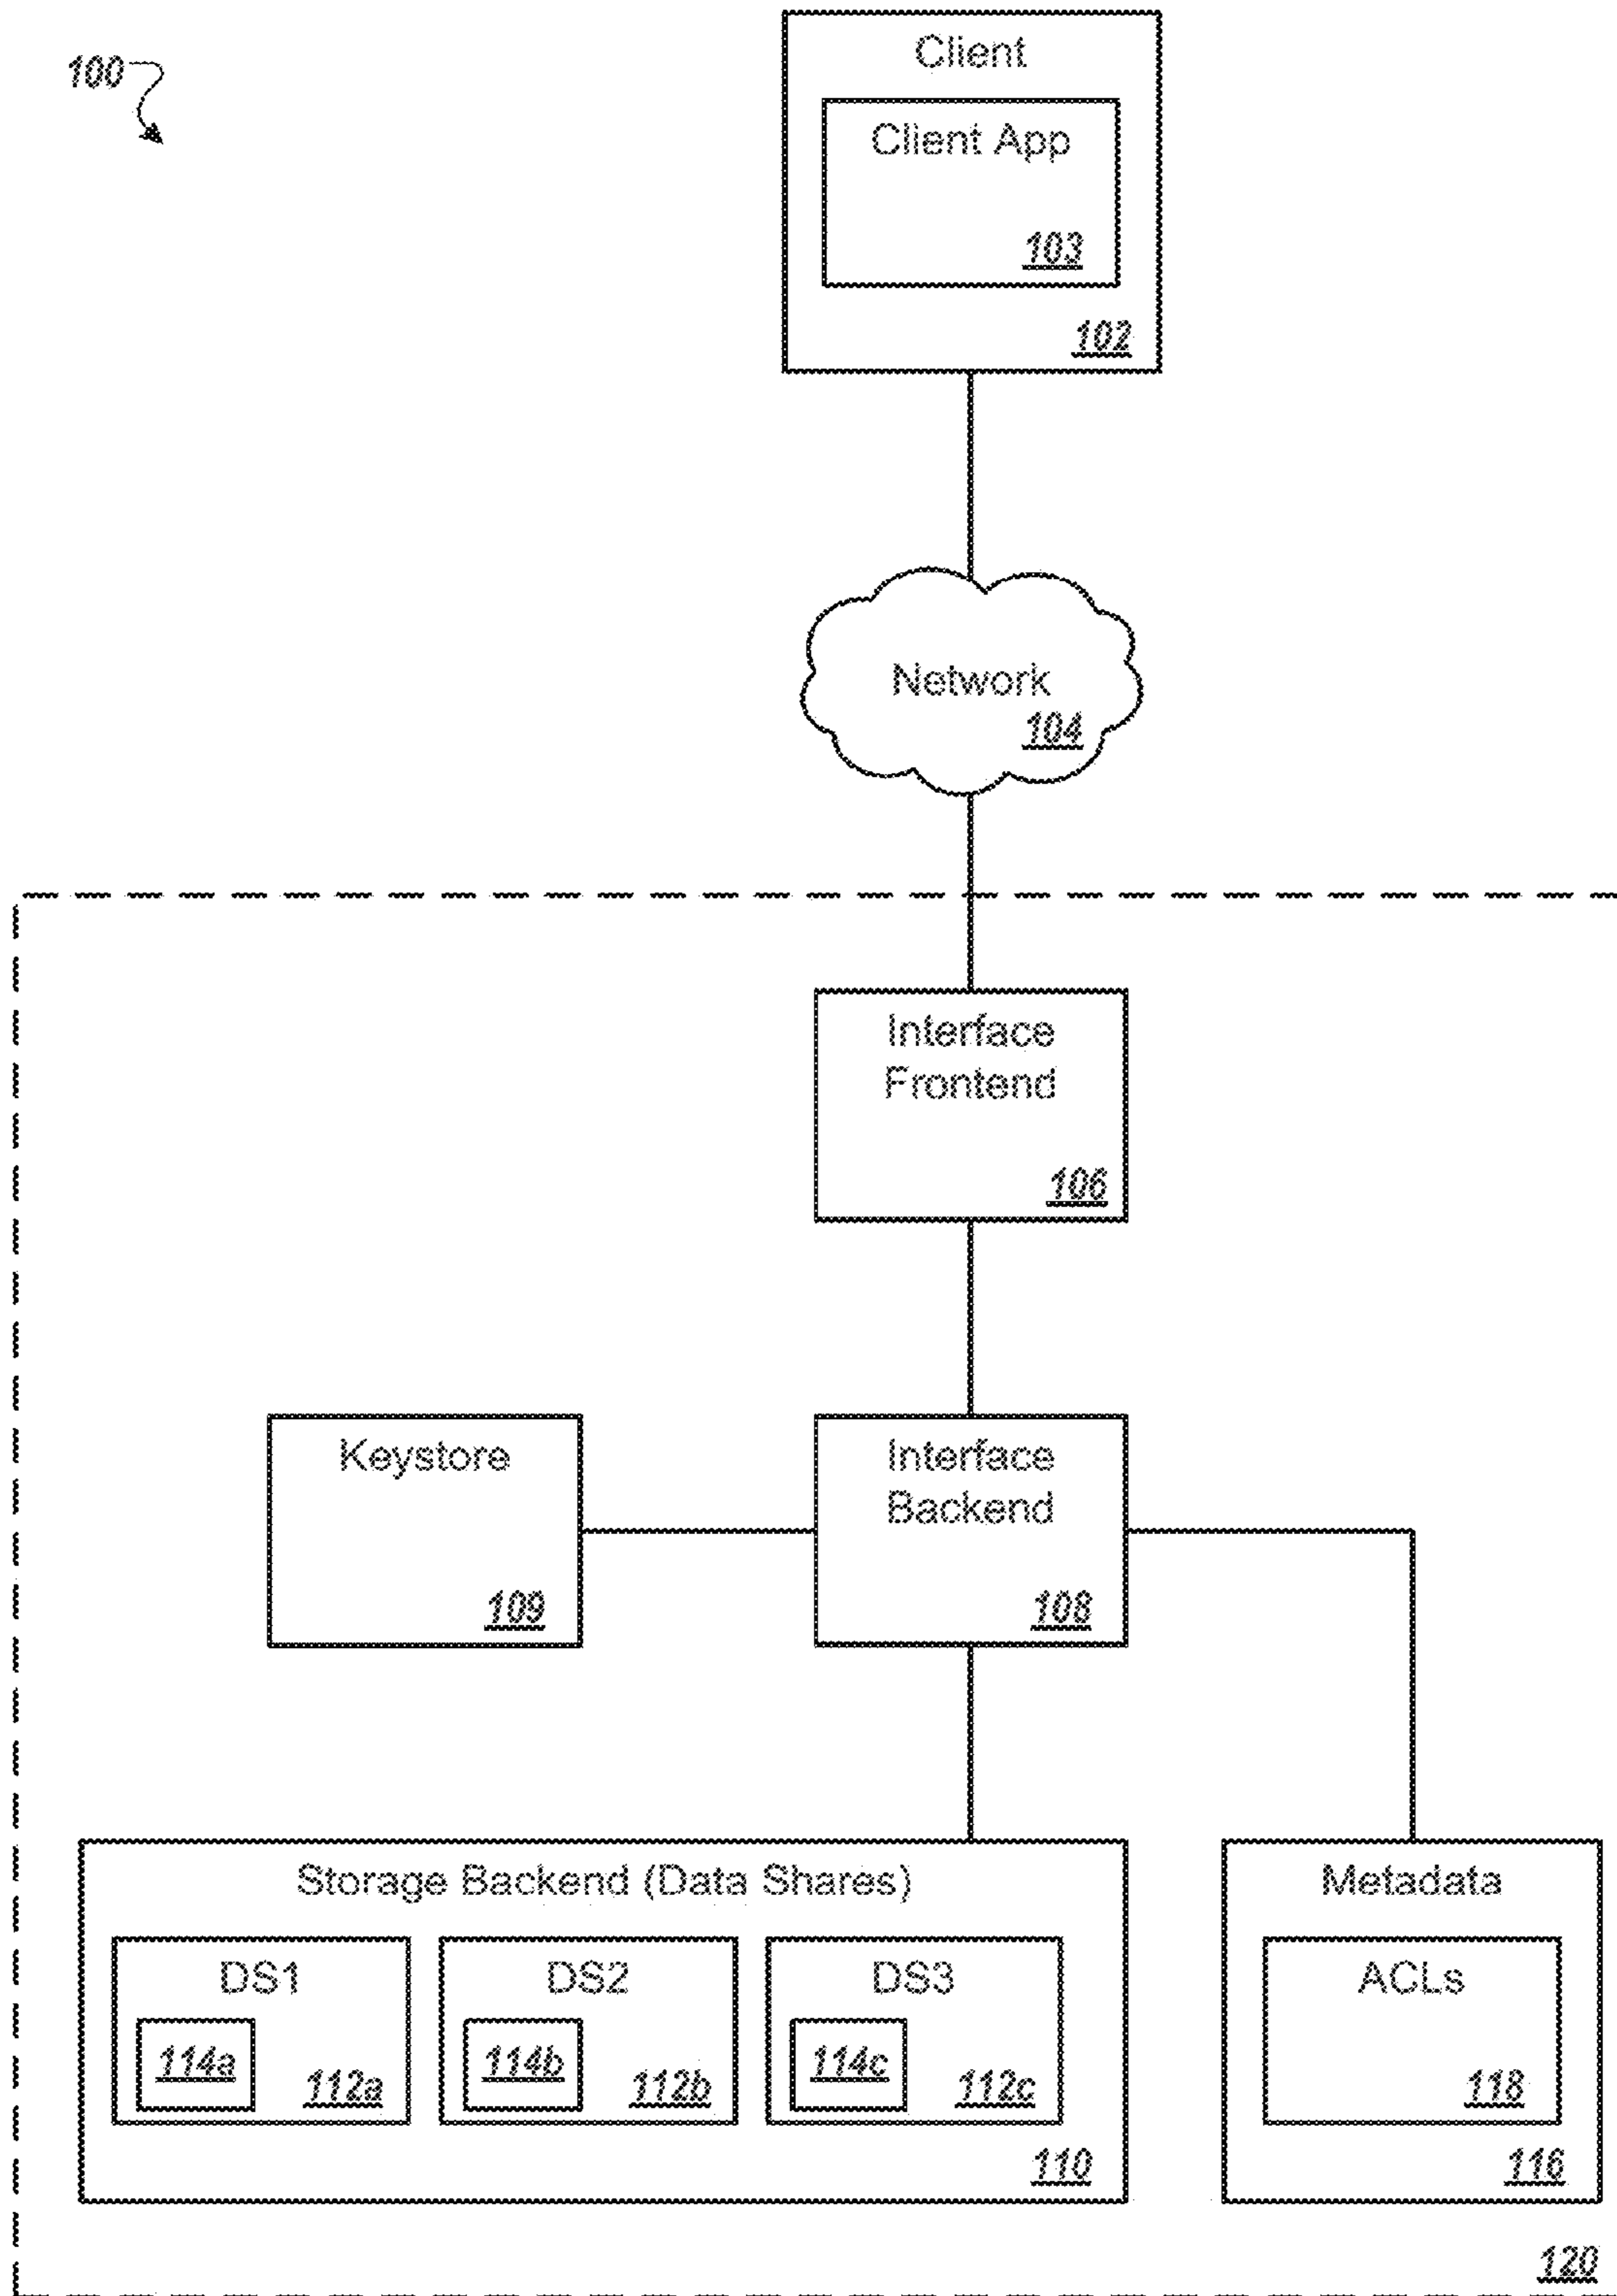 100
Client
Client App
103
102
Network
104
Interface
Frontend
106
Keystore
109
Interface
Backend
108
Storage Backend (Data Shares)
DS1
114a
112a
DS2
114b
112b
DS3
114c
112c
110
Metadata
ACLs
118
116
120